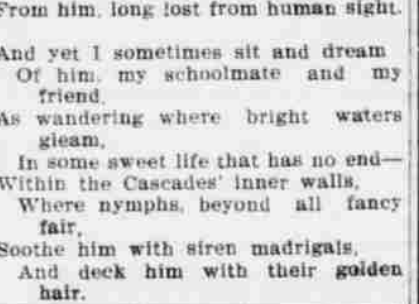 From him, long lost from human sight.
And yet I sometimes sit and dream
Of him, my schoolmate and my
friend,
As wandering where bright waters
gleam,
In some sweet life that has no end—
Within the Cascades' inner walls,
Where nymphs, beyond all fancy
fair,
Soothe him with siren madrigals,
And deck him with their golden
hair.